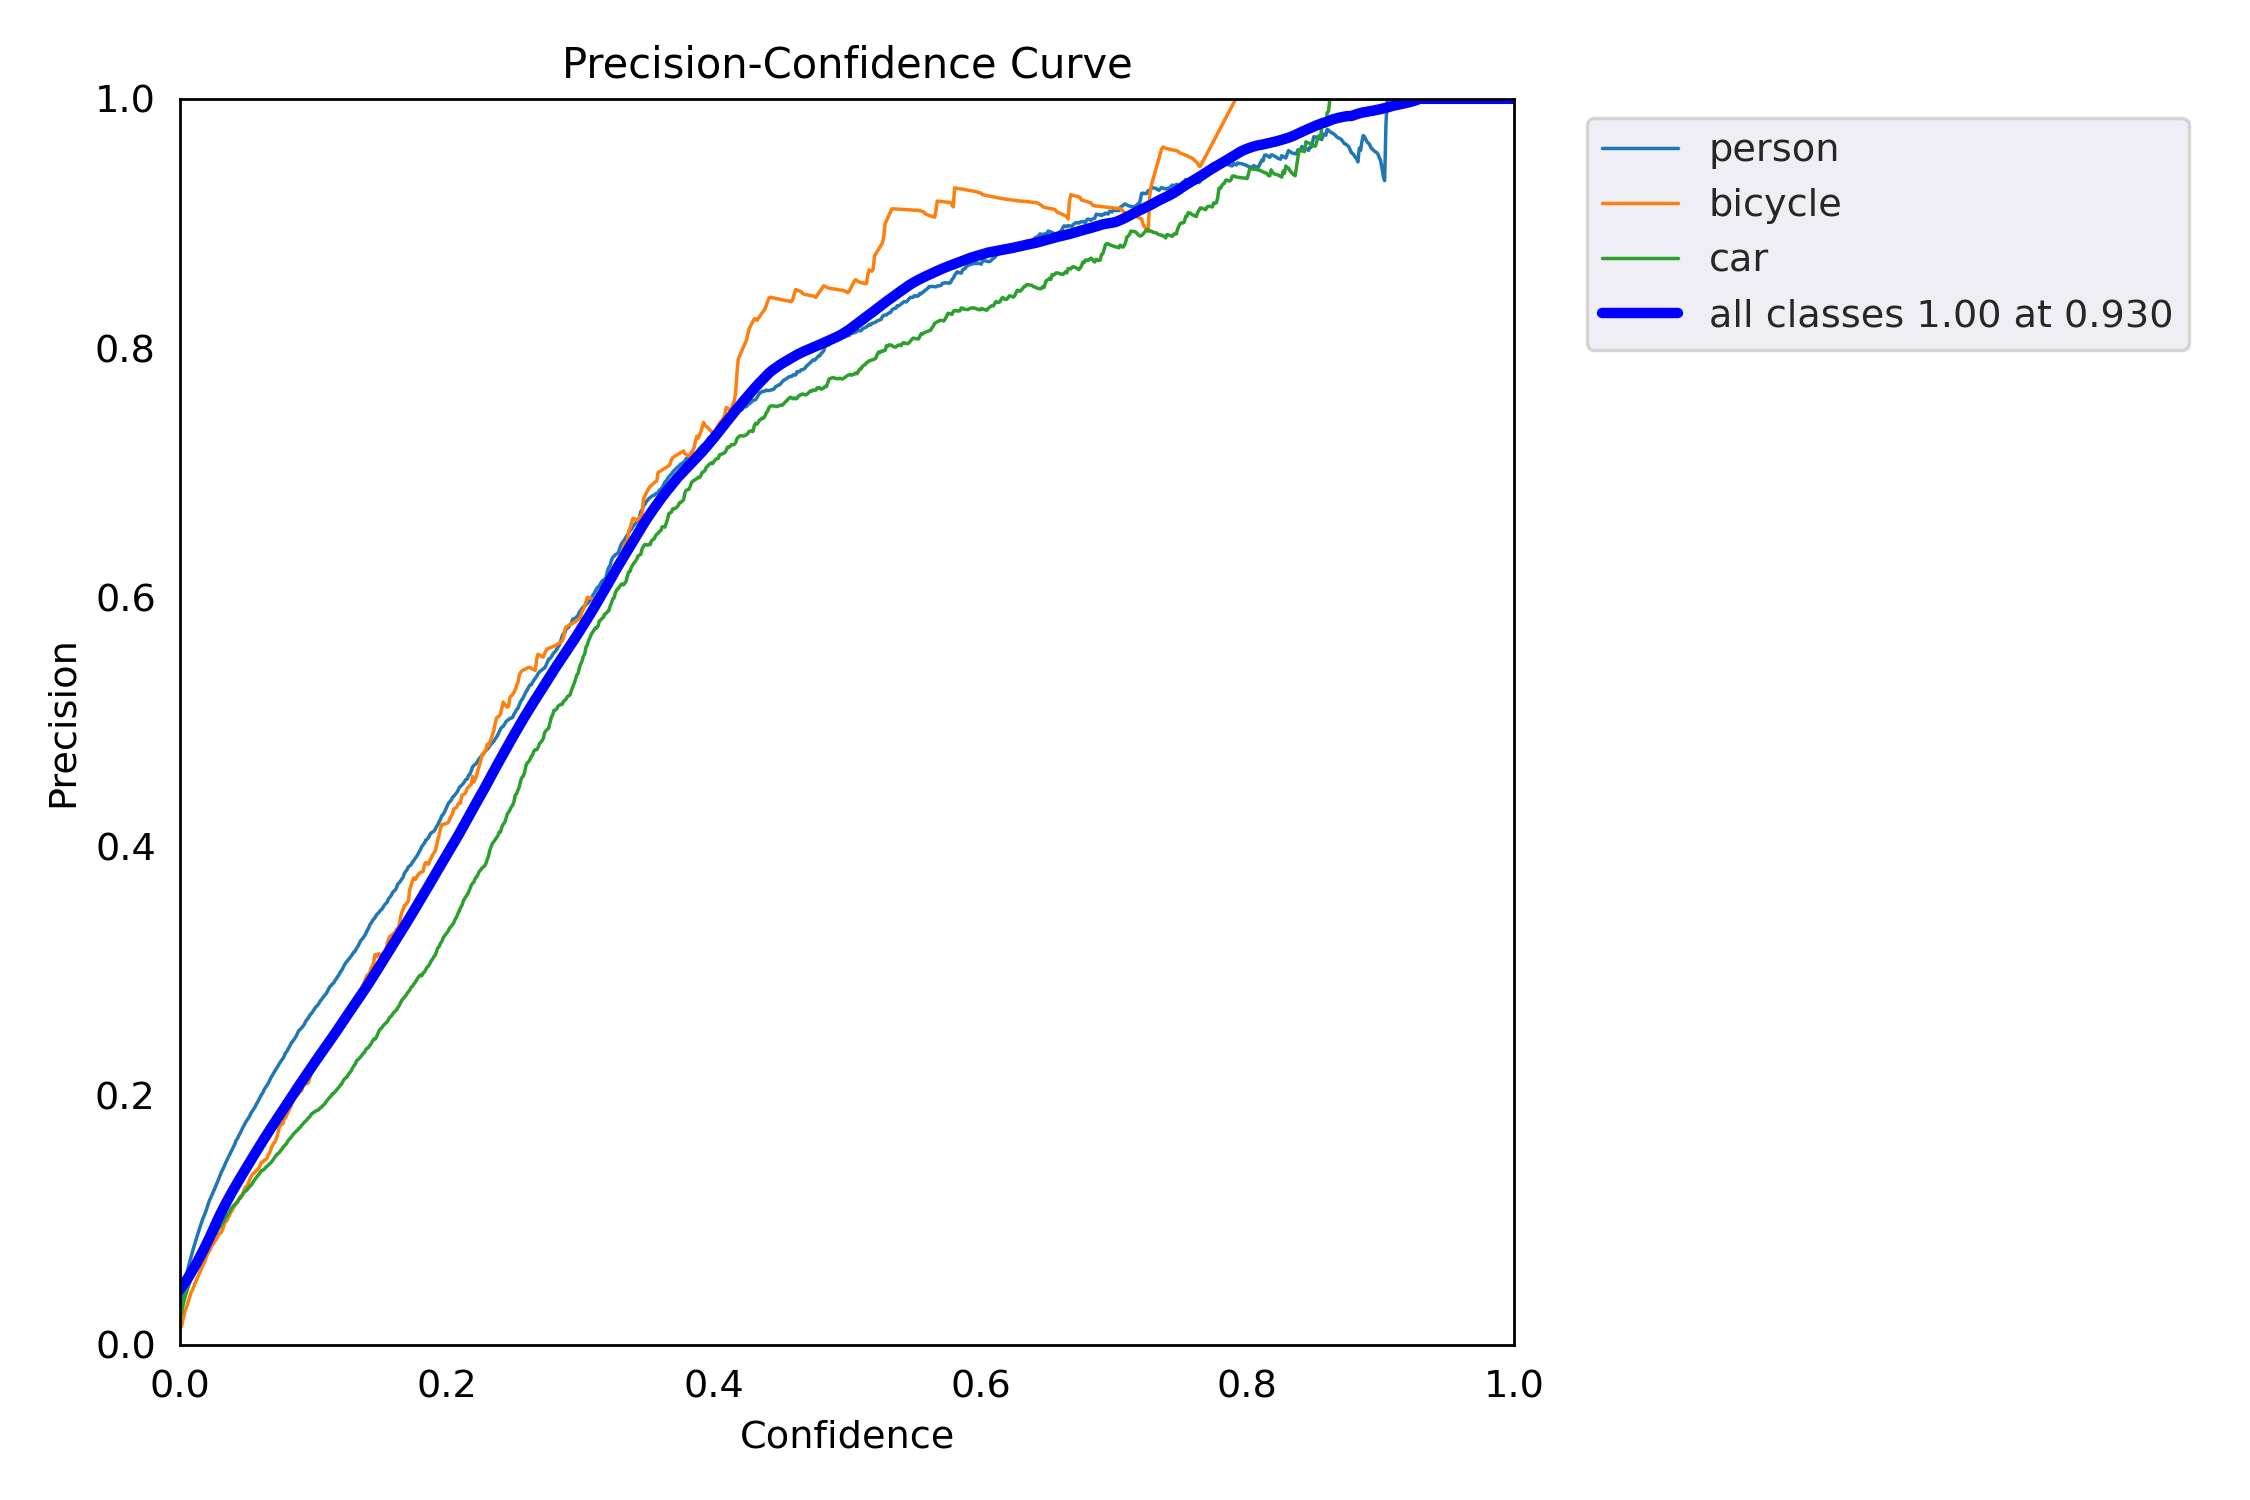 Precision-Confidence Curve
1.0
0.8
0.6
0.4
0.2
0.0
Precision
0.0 0.2 0.4 0.6 0.8 1.0
Confidence
person
bicycle
car
all classes 1.00 at 0.930